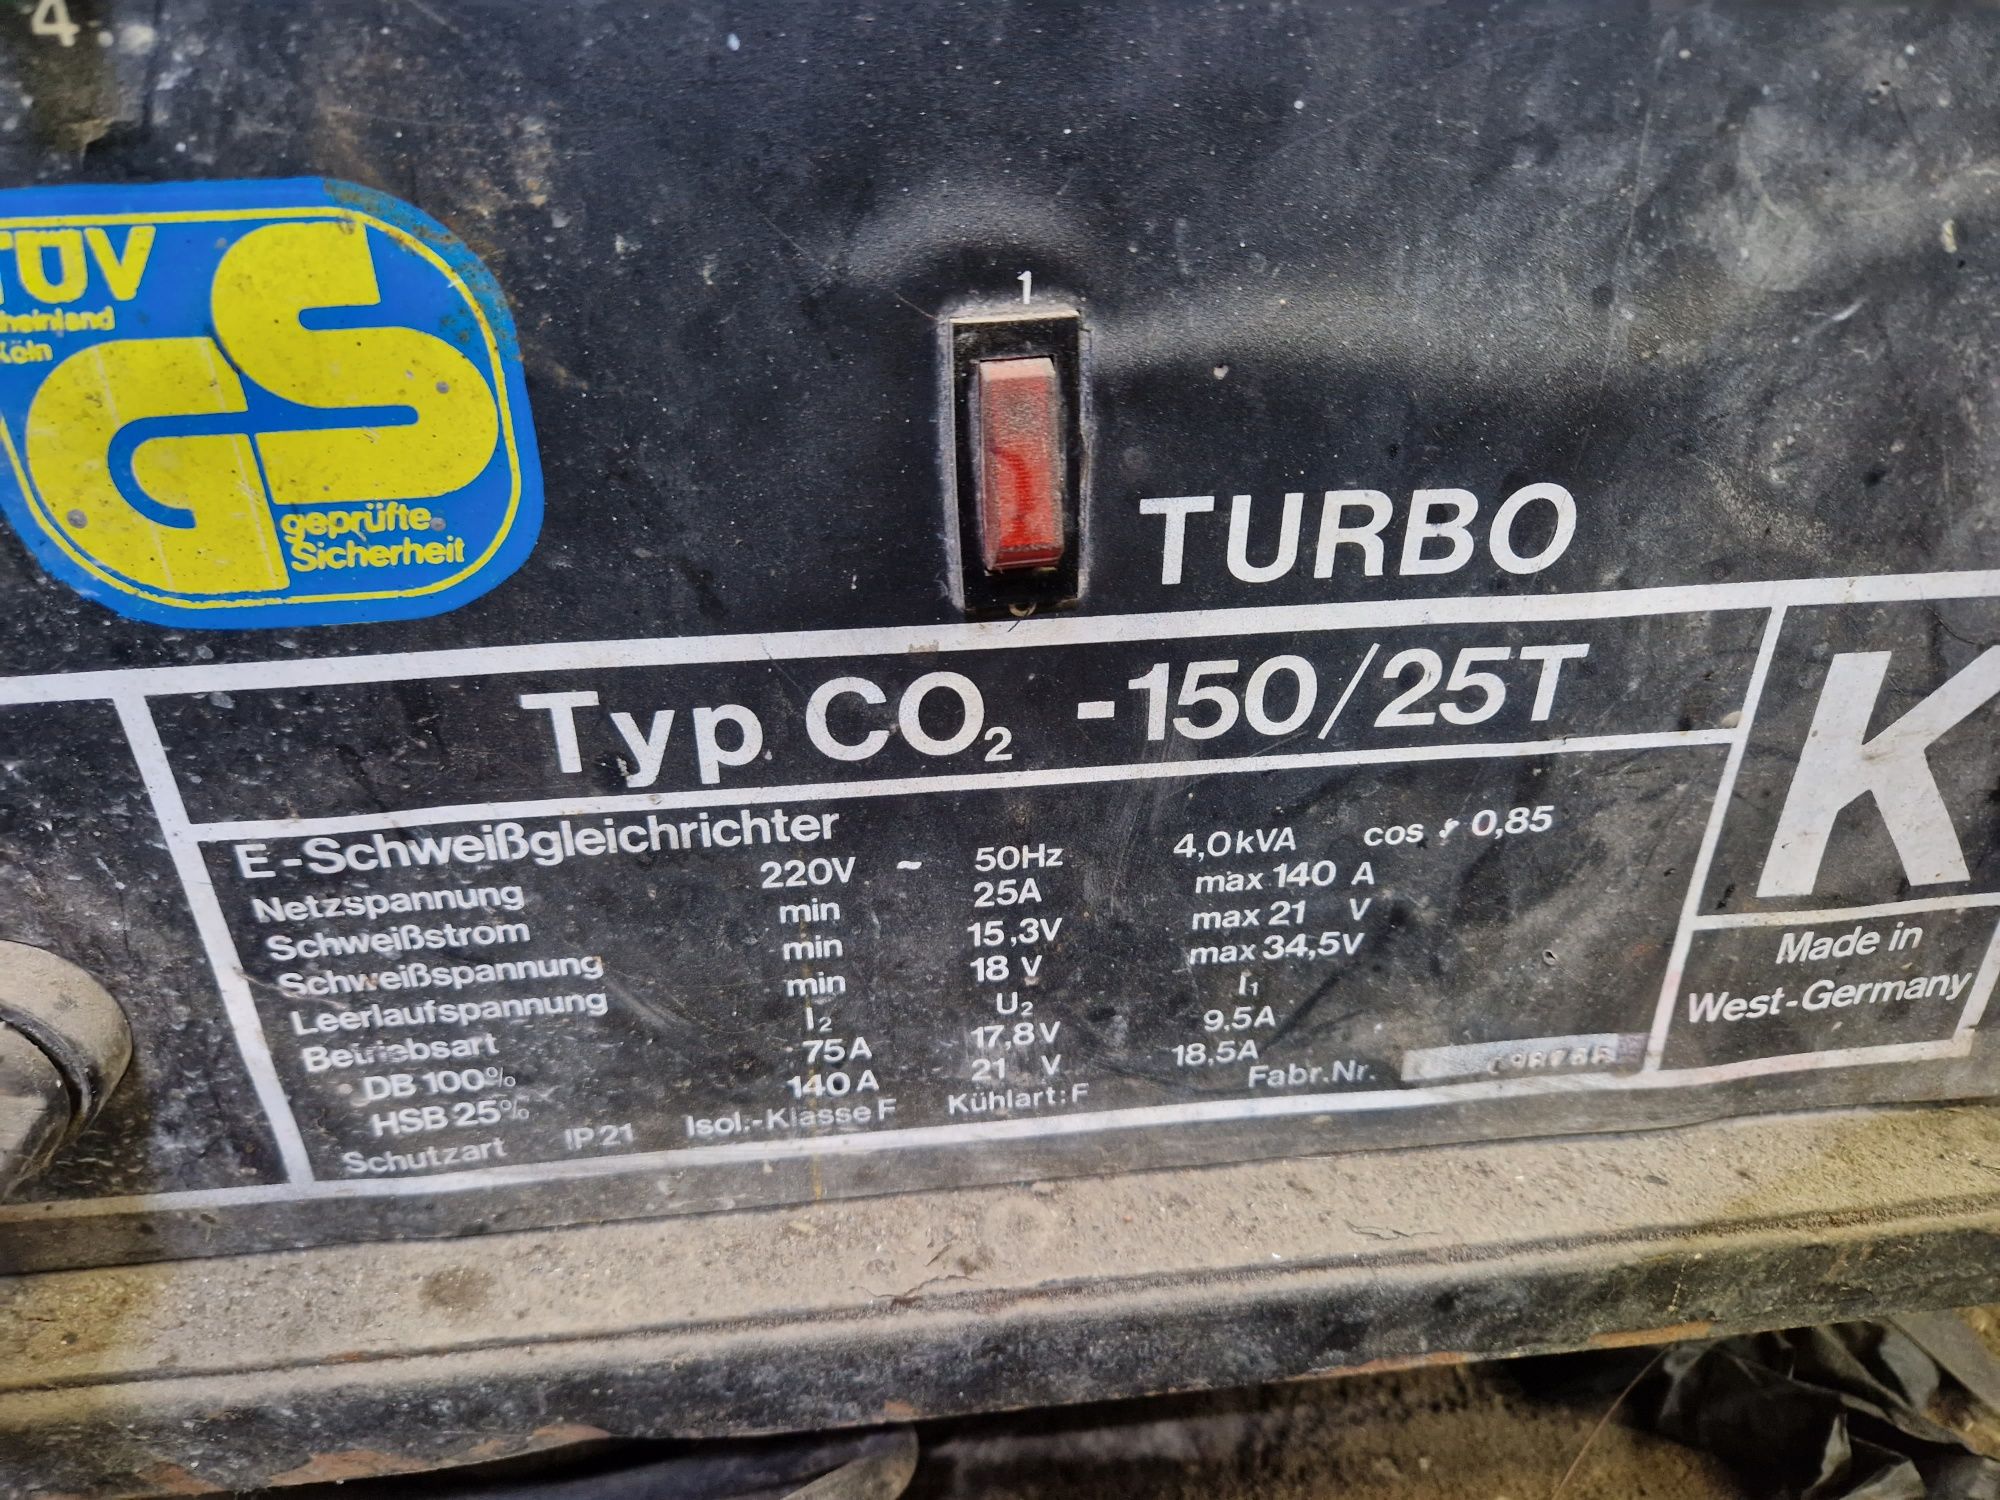 4
TÜV
heinland
Köln
GS
geprüfte
Sicherheit
1
TURBO
Typ CO₂ -150/25T
K
E-Schweißgleichrichter
Netzspannung 220V ~ 50Hz 4,0kVA cos φ 0,85
Schweißstrom min 25A max 140 A
Schweißspannung min 15,3V max 21 V
Leerlaufspannung min 18 V max 34,5V
Betriebsart I₂ U₂ I₁
DB 100% 75A 17,8V 9,5A
HSB 25% 140A 21 V 18,5A
Schutzart IP 21 Isol.-Klasse F Kühlart: F Fabr.Nr.
Made in
West-Germany